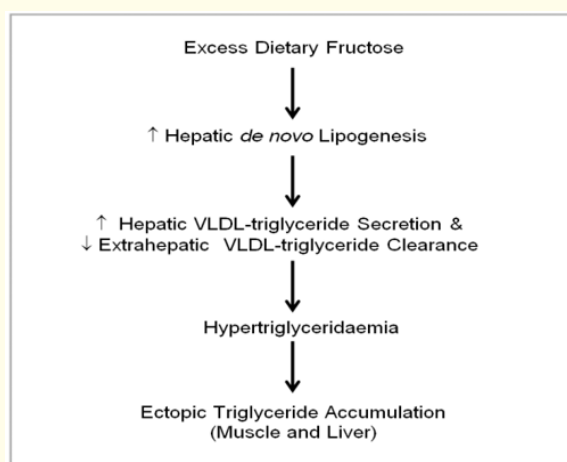 Excess Dietary Fructose
↑ Hepatic de novo Lipogenesis
↑ Hepatic VLDL-triglyceride Secretion &
↓ Extrahepatic VLDL-triglyceride Clearance
Hypertriglyceridaemia
Ectopic Triglyceride Accumulation
(Muscle and Liver)